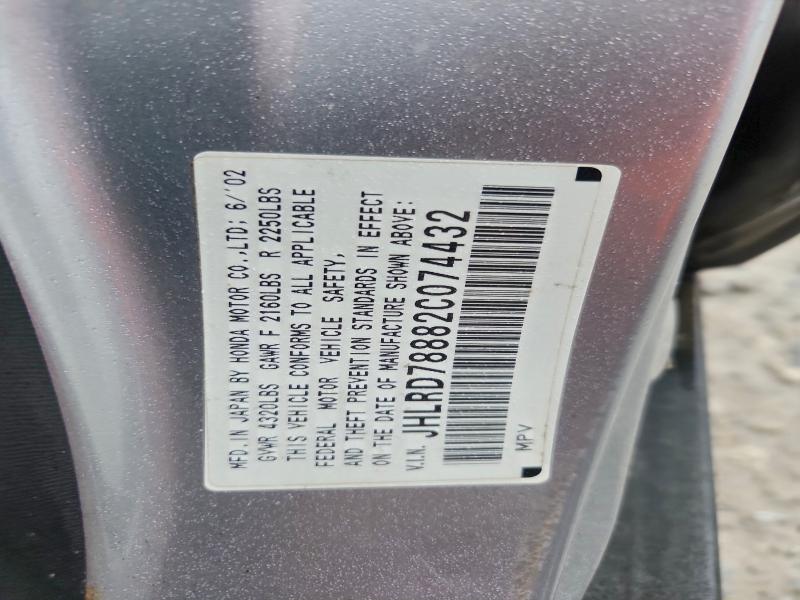 MFD. IN JAPAN BY HONDA MOTOR CO.,LTD; 6/'02
GVWR 4320LBS GAWR F 2160LBS R 2250LBS
THIS VEHICLE CONFORMS TO ALL APPLICABLE
FEDERAL MOTOR VEHICLE SAFETY,
AND THEFT PREVENTION STANDARDS IN EFFECT
ON THE DATE OF MANUFACTURE SHOWN ABOVE:
V.I.N. JHLRD78882C074432
MPV